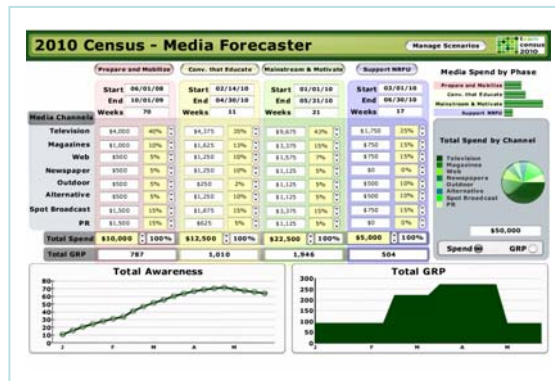 2010 Census - Media Forecaster
Manage Scenarios
census
2010
Prepare and Mobilize
Conv. that Educate
Mainstream & Motivate
Support NRFU
Media Spend by Phase
Start 06/01/08
Start 02/14/10
Start 01/01/10
Start 03/01/10
End 10/01/09
End 04/30/10
End 05/31/10
End 06/30/10
Weeks 70
Weeks 11
Weeks 21
Weeks 17
Prepare and Mobilize
Conv. that Educate
Mainstream & Motivate
Support NRFU
Media Channels
Television $4,000 40% $4,375 35% $9,675 43% $1,750 35%
Magazines $1,000 10% $1,625 13% $3,375 15% $750 15%
Web $500 5% $1,250 10% $1,575 7% $750 15%
Newspaper $500 5% $1,250 10% $1,125 5% $0 0%
Outdoor $500 5% $250 2% $1,125 5% $500 10%
Alternative $500 5% $1,250 10% $1,125 5% $500 10%
Spot Broadcast $1,500 15% $1,875 15% $3,375 15% $750 15%
PR $1,500 15% $625 5% $1,125 5% $0 0%
Total Spend $10,000 100% $12,500 100% $22,500 100% $5,000 100%
Total GRP 787 1,010 1,946 504
Total Spend by Channel
Television
Magazines
Web
Newspapers
Outdoor
Alternative
Spot Broadcast
PR
$50,000
Spend GRP
Total Awareness
80
70
60
50
40
30
20
10
0
J F M A M
Total GRP
300
250
200
150
100
50
0
J F M A M